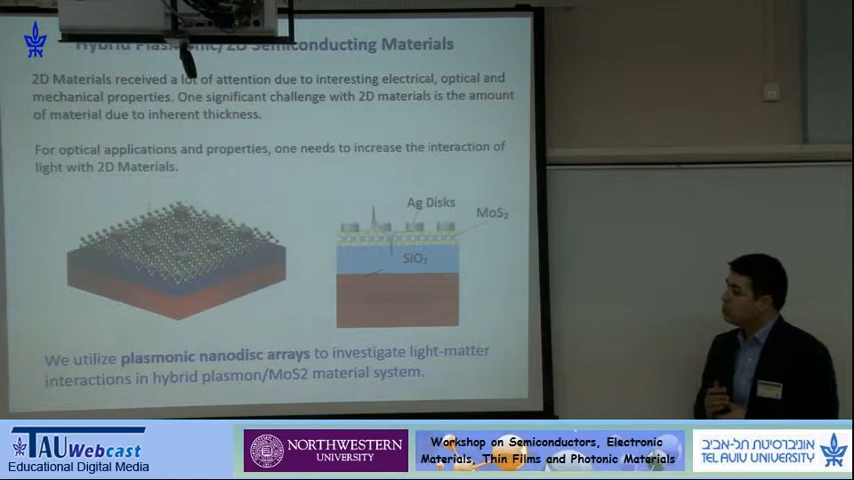 Hybrid Plasmonic/2D Semiconducting Materials
2D Materials received a lot of attention due to interesting electrical, optical and
mechanical properties. One significant challenge with 2D materials is the amount
of material due to inherent thickness.
For optical applications and properties, one needs to increase the interaction of
light with 2D Materials.
Ag Disks
MoS₂
SiO₂
We utilize plasmonic nanodisc arrays to investigate light-matter
interactions in hybrid plasmon/MoS2 material system.
TAU Webcast
Educational Digital Media
NORTHWESTERN
UNIVERSITY
Workshop on Semiconductors, Electronic
Materials, Thin Films and Photonic Materials
אוניברסיטת תל-אביב
TEL AVIV UNIVERSITY